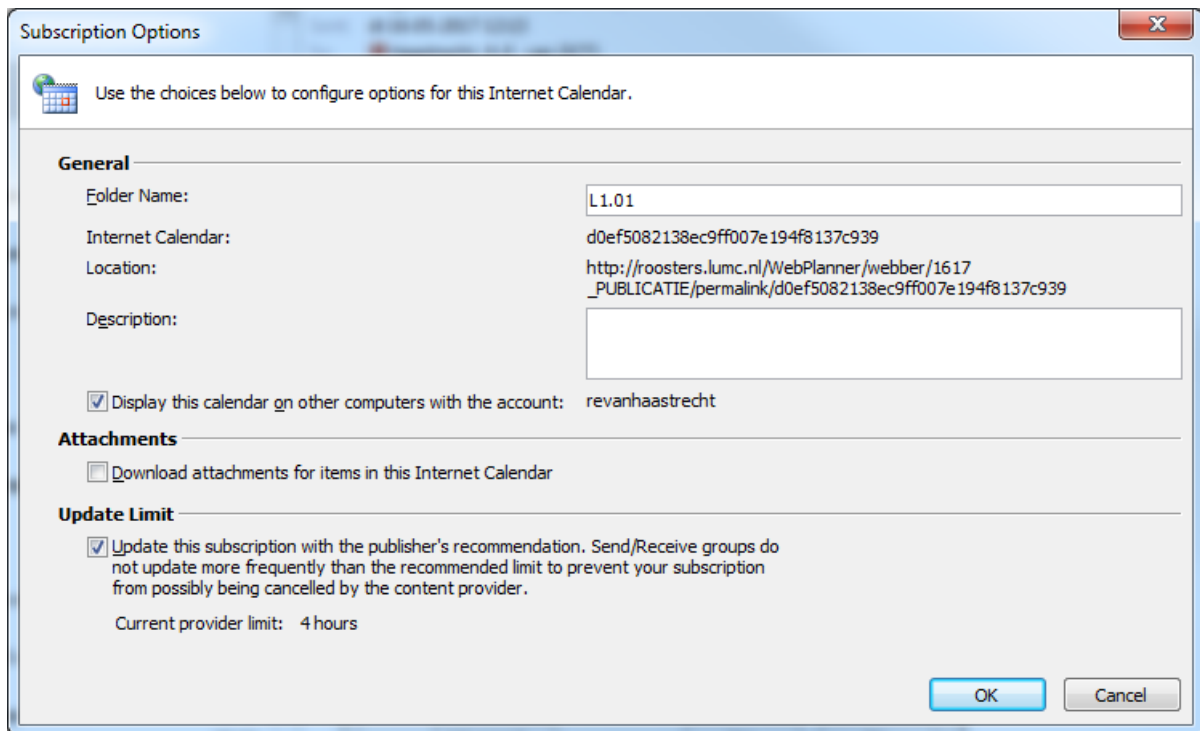 Subscription Options
Use the choices below to configure options for this Internet Calendar.
General
Folder Name:
L1.01
Internet Calendar:
d0ef5082138ec9ff007e194f8137c939
Location:
http://roosters.lumc.nl/WebPlanner/webber/1617
_PUBLICATIE/permalink/d0ef5082138ec9ff007e194f8137c939
Description:
Display this calendar on other computers with the account:
revanhaastrecht
Attachments
Download attachments for items in this Internet Calendar
Update Limit
Update this subscription with the publisher's recommendation. Send/Receive groups do
not update more frequently than the recommended limit to prevent your subscription
from possibly being cancelled by the content provider.
Current provider limit: 4 hours
OK
Cancel